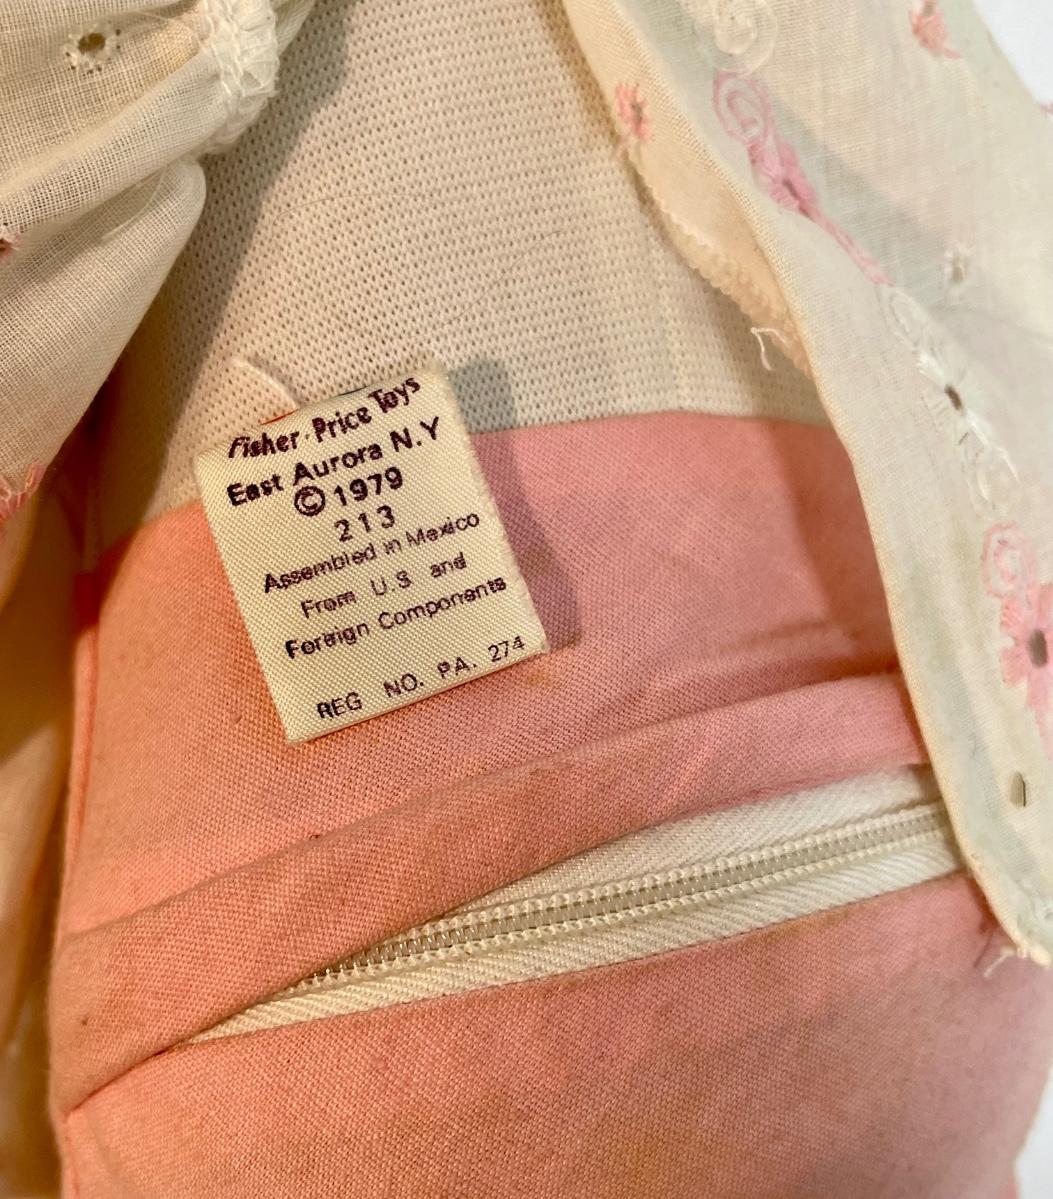 Fisher-Price Toys
East Aurora N.Y
© 1979
213
Assembled in Mexico
From U.S and
Foreign Components
REG NO. PA. 274